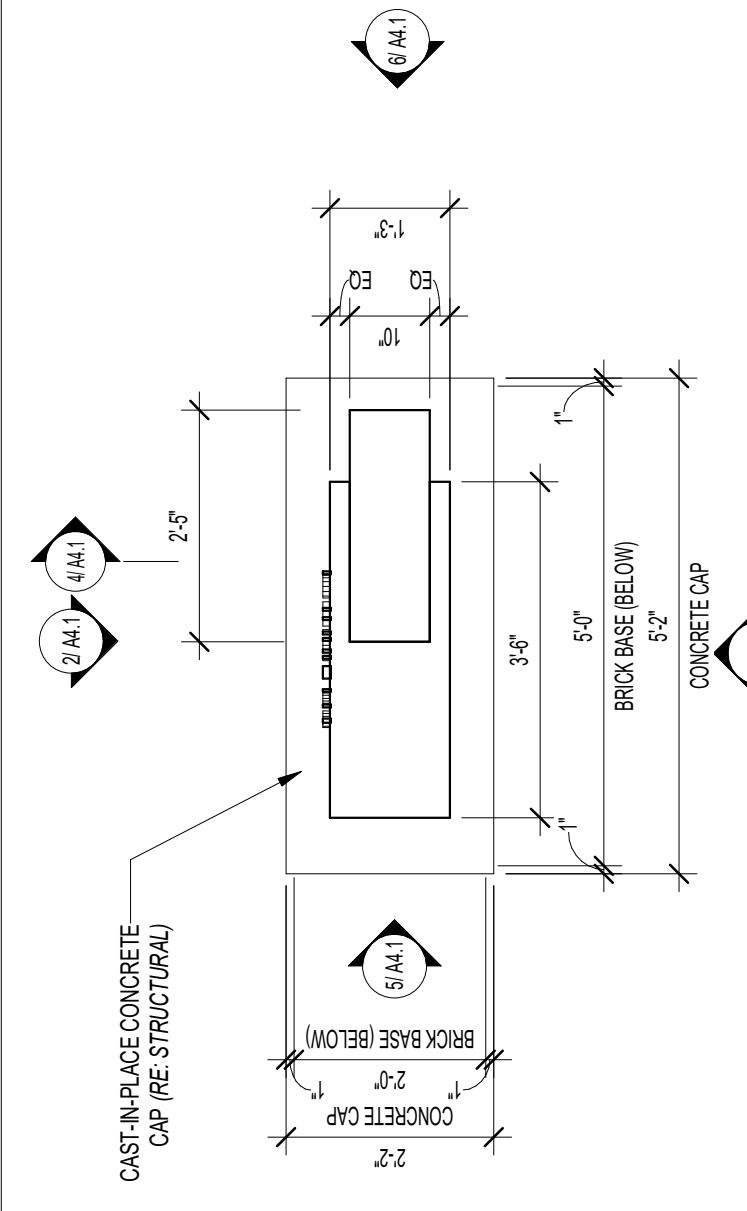 6/ A4.1
2/ A4.1
4/ A4.1
2'-5"
1'-3"
EQ
EQ
10"
CAST-IN-PLACE CONCRETE
CAP (RE: STRUCTURAL)
5/ A4.1
3'-6"
1"
1"
5'-0"
BRICK BASE (BELOW)
5'-2"
CONCRETE CAP
BRICK BASE (BELOW)
1"
2'-0"
1"
CONCRETE CAP
2'-2"